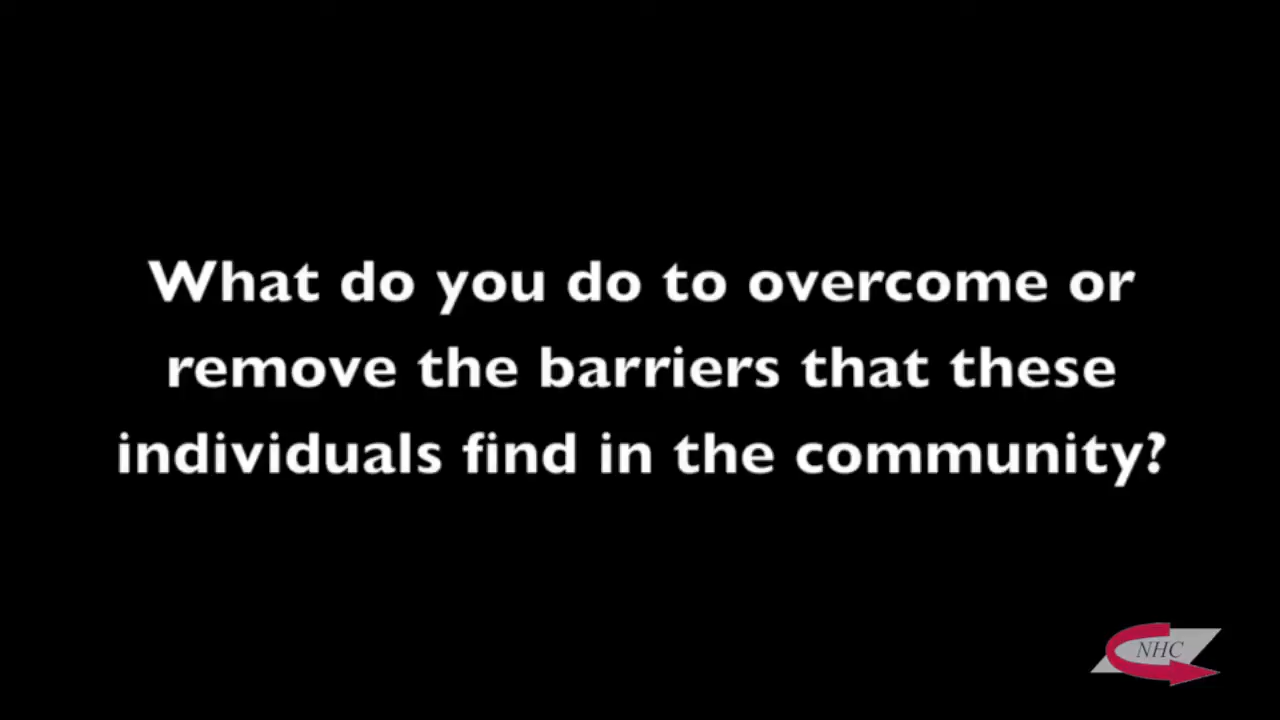 What do you do to overcome or
remove the barriers that these
individuals find in the community?
NHC